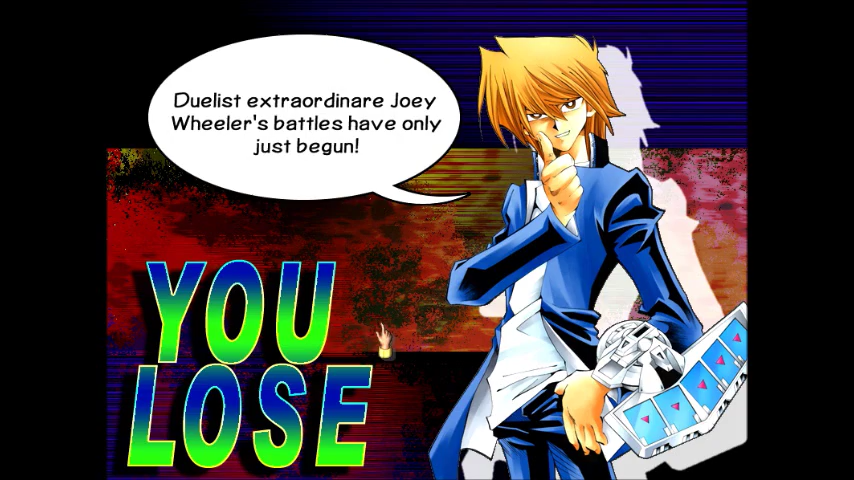 Duelist extraordinare Joey
Wheeler's battles have only
just begun!
YOU
LOSE